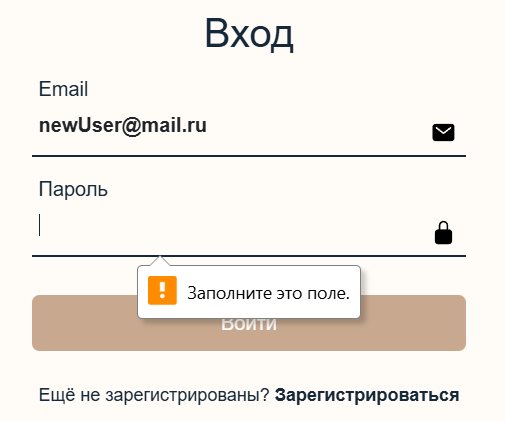 Вход
Email
newUser@mail.ru
Пароль
Заполните это поле.
Войти
Ещё не зарегистрированы? Зарегистрироваться